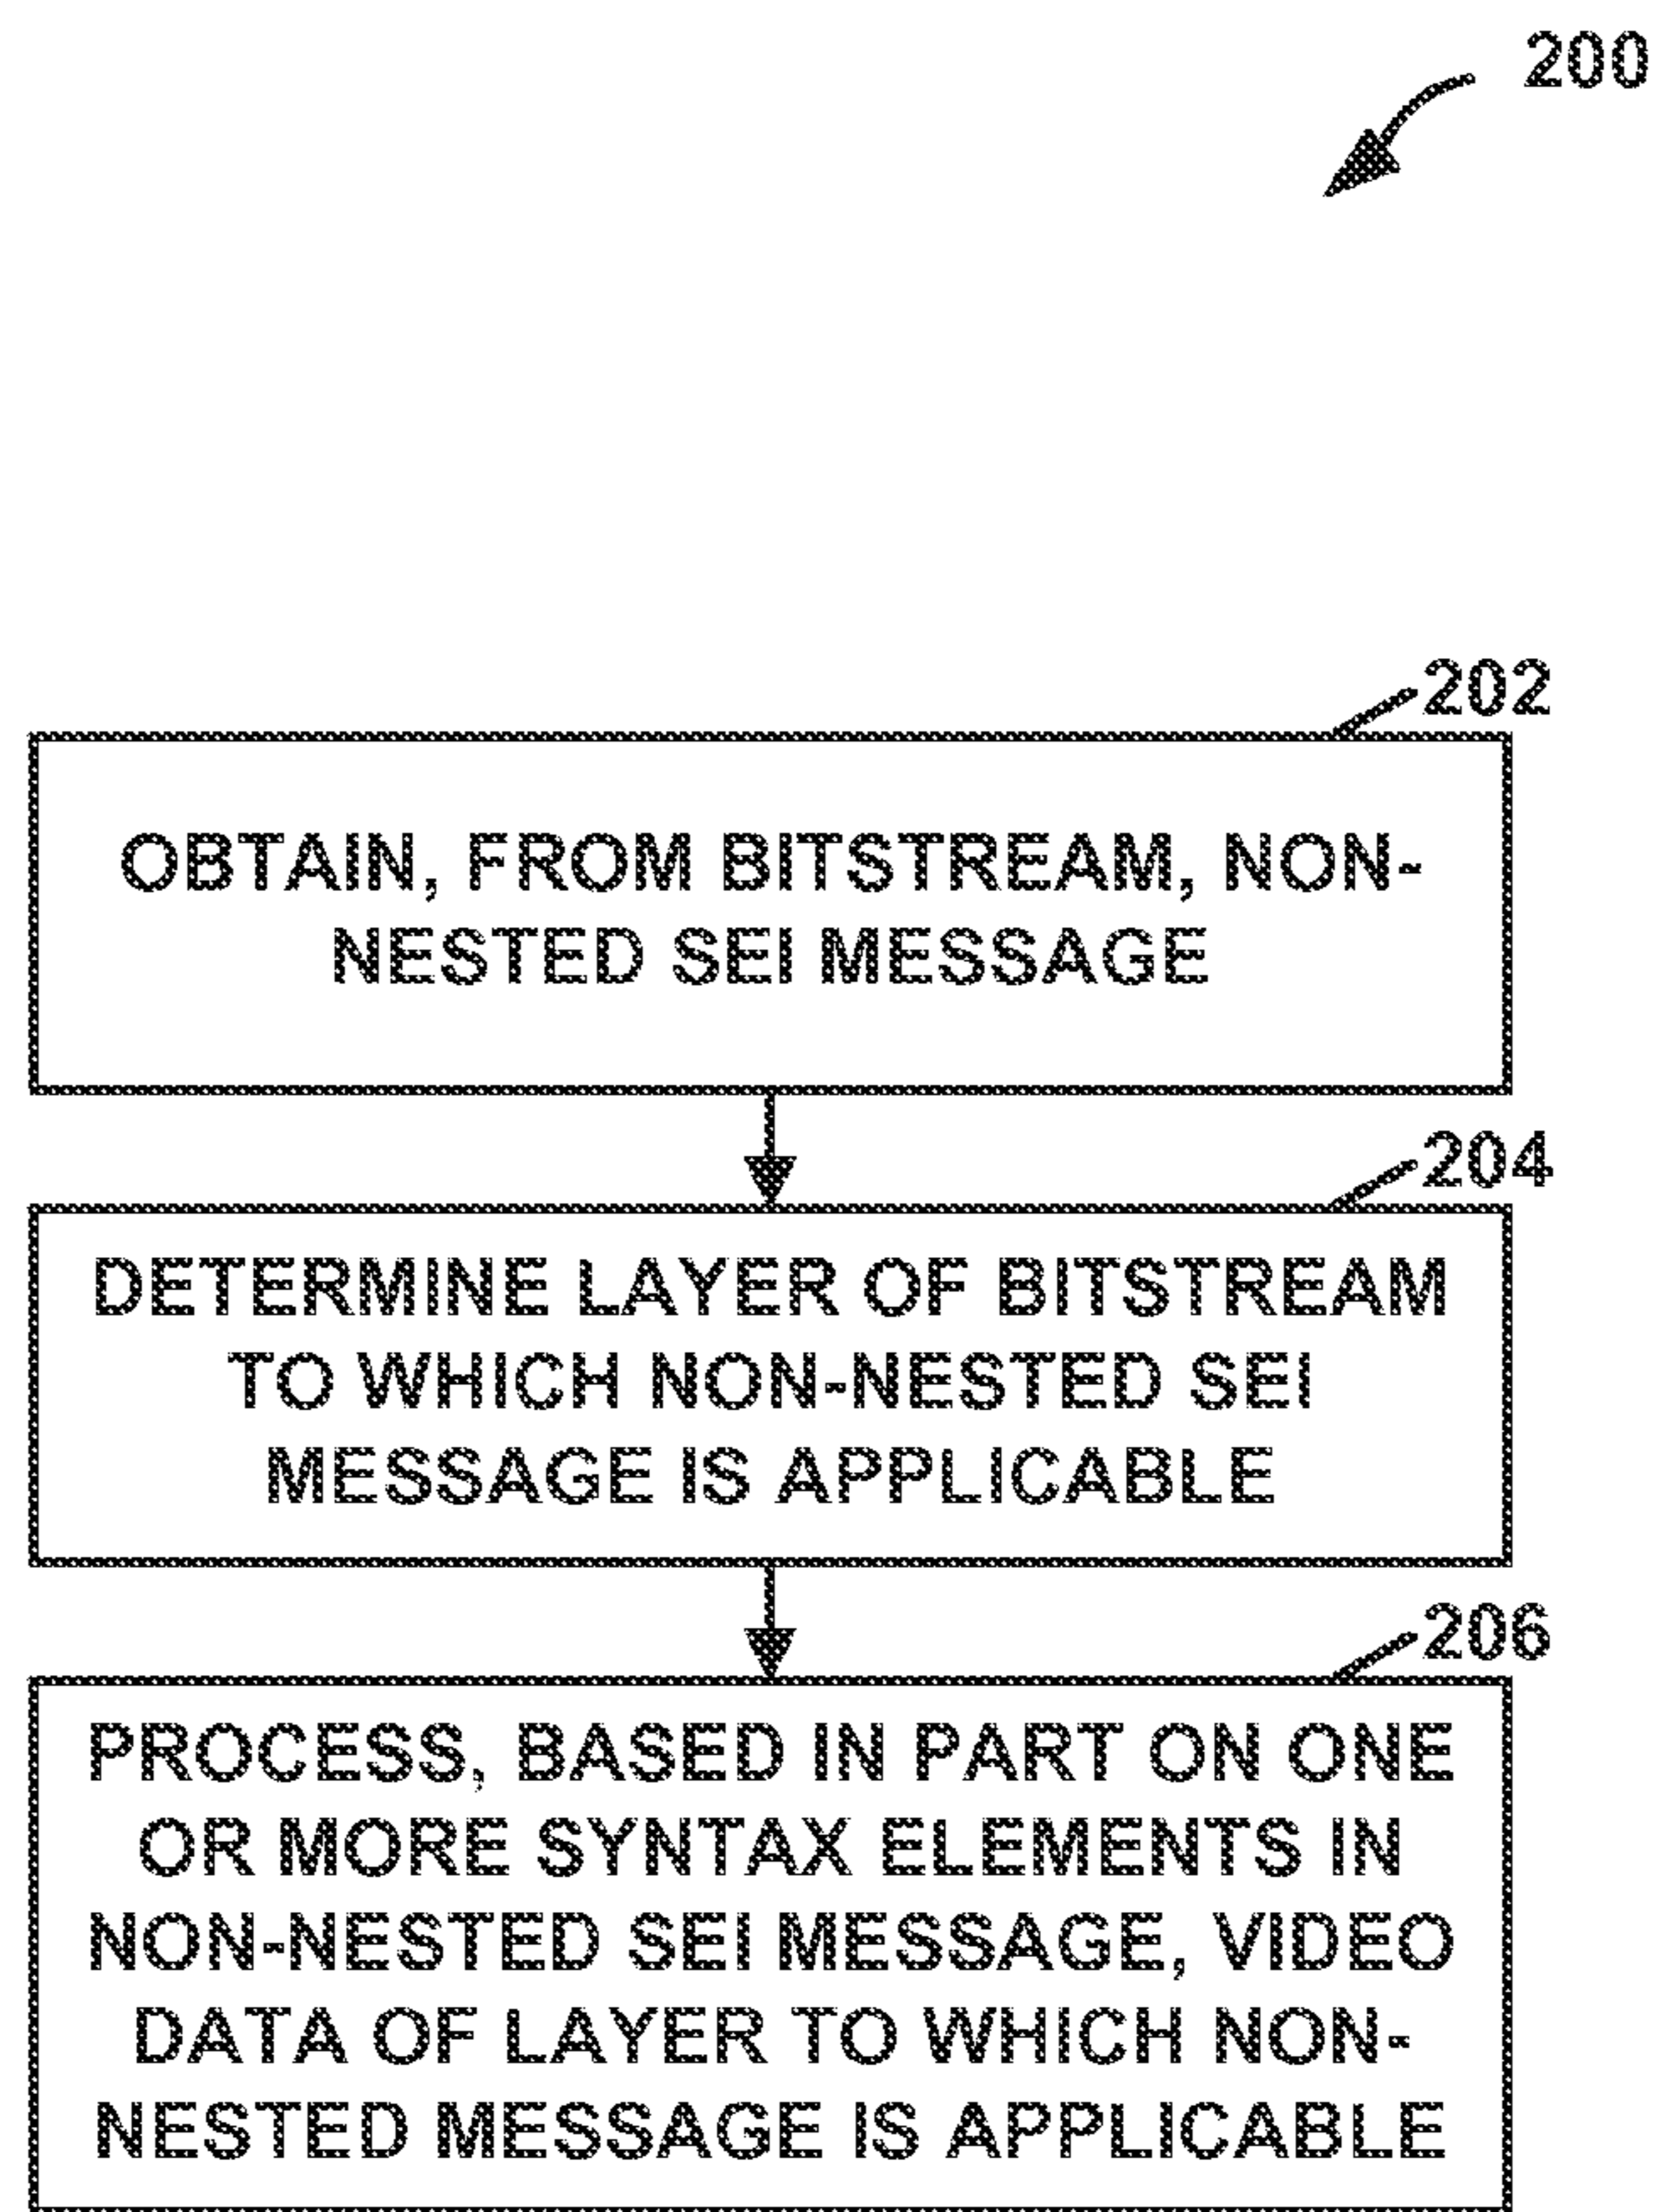 200
202
OBTAIN, FROM BITSTREAM, NON-
NESTED SEI MESSAGE
204
DETERMINE LAYER OF BITSTREAM
TO WHICH NON-NESTED SEI
MESSAGE IS APPLICABLE
206
PROCESS, BASED IN PART ON ONE
OR MORE SYNTAX ELEMENTS IN
NON-NESTED SEI MESSAGE, VIDEO
DATA OF LAYER TO WHICH NON-
NESTED MESSAGE IS APPLICABLE